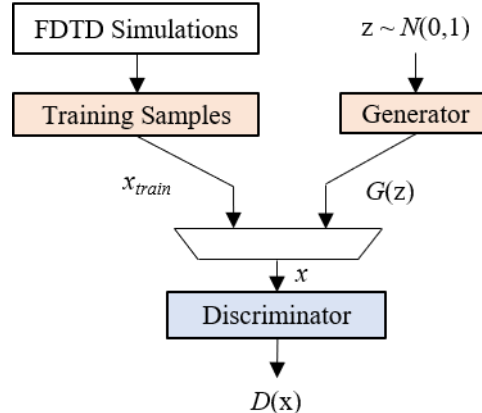 FDTD Simulations
z ~ N(0,1)
Training Samples
Generator
x_train
G(z)
x
Discriminator
D(x)